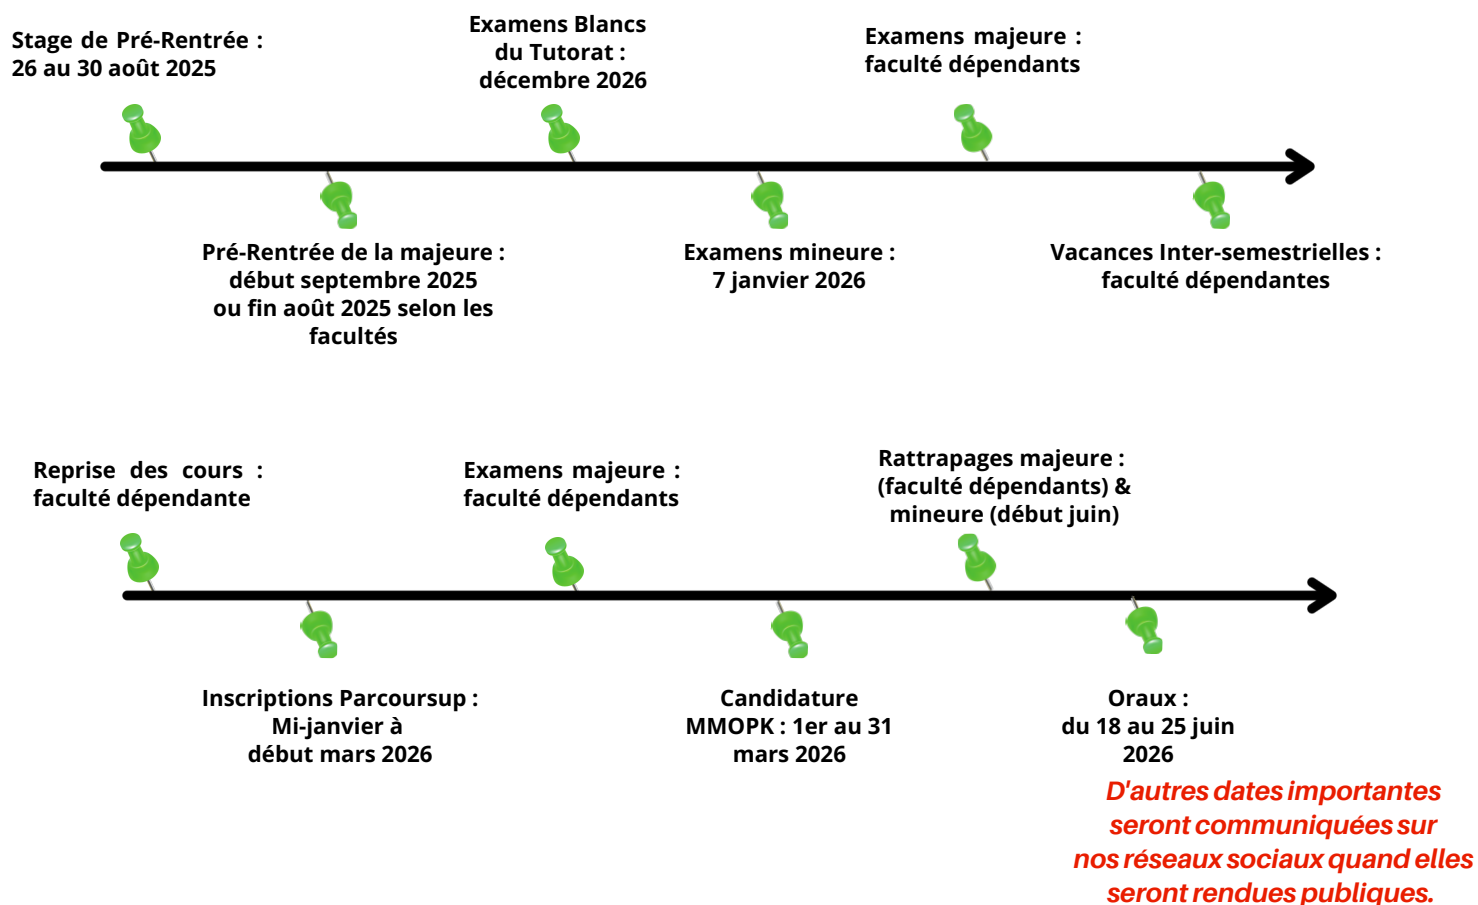 Stage de Pré-Rentrée :
26 au 30 août 2025
Examens Blancs
du Tutorat :
décembre 2026
Examens majeure :
faculté dépendants
Pré-Rentrée de la majeure :
début septembre 2025
ou fin août 2025 selon les
facultés
Examens mineure :
7 janvier 2026
Vacances Inter-semestrielles :
faculté dépendantes
Reprise des cours :
faculté dépendante
Examens majeure :
faculté dépendants
Rattrapages majeure :
(faculté dépendants) &
mineure (début juin)
Inscriptions Parcoursup :
Mi-janvier à
début mars 2026
Candidature
MMOPK : 1er au 31
mars 2026
Oraux :
du 18 au 25 juin
2026
D'autres dates importantes
seront communiquées sur
nos réseaux sociaux quand elles
seront rendues publiques.